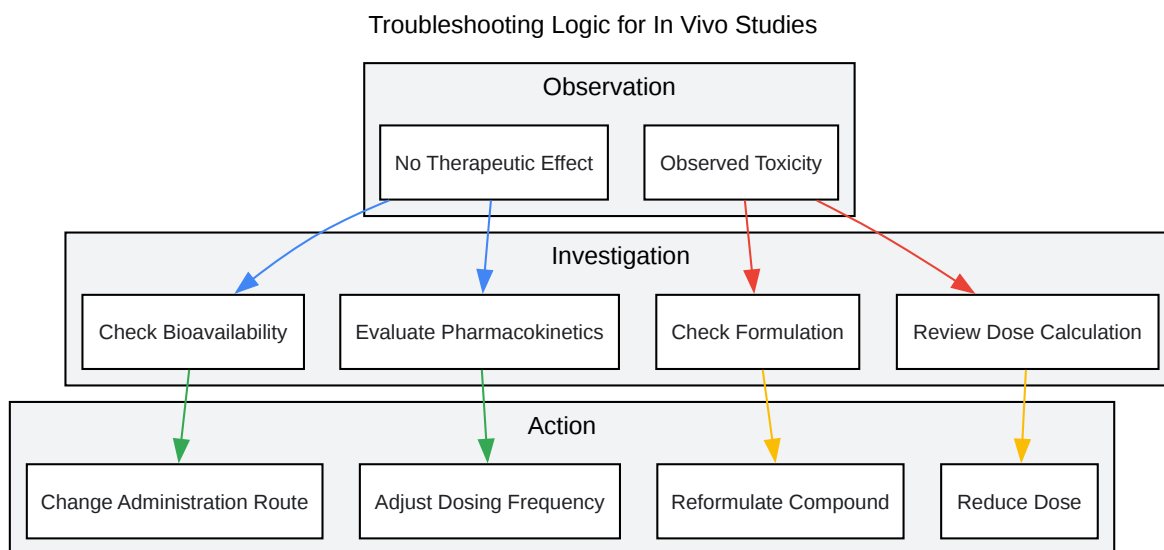 Troubleshooting Logic for In Vivo Studies
Observation
No Therapeutic Effect
Observed Toxicity
Investigation
Check Bioavailability
Evaluate Pharmacokinetics
Check Formulation
Review Dose Calculation
Action
Change Administration Route
Adjust Dosing Frequency
Reformulate Compound
Reduce Dose